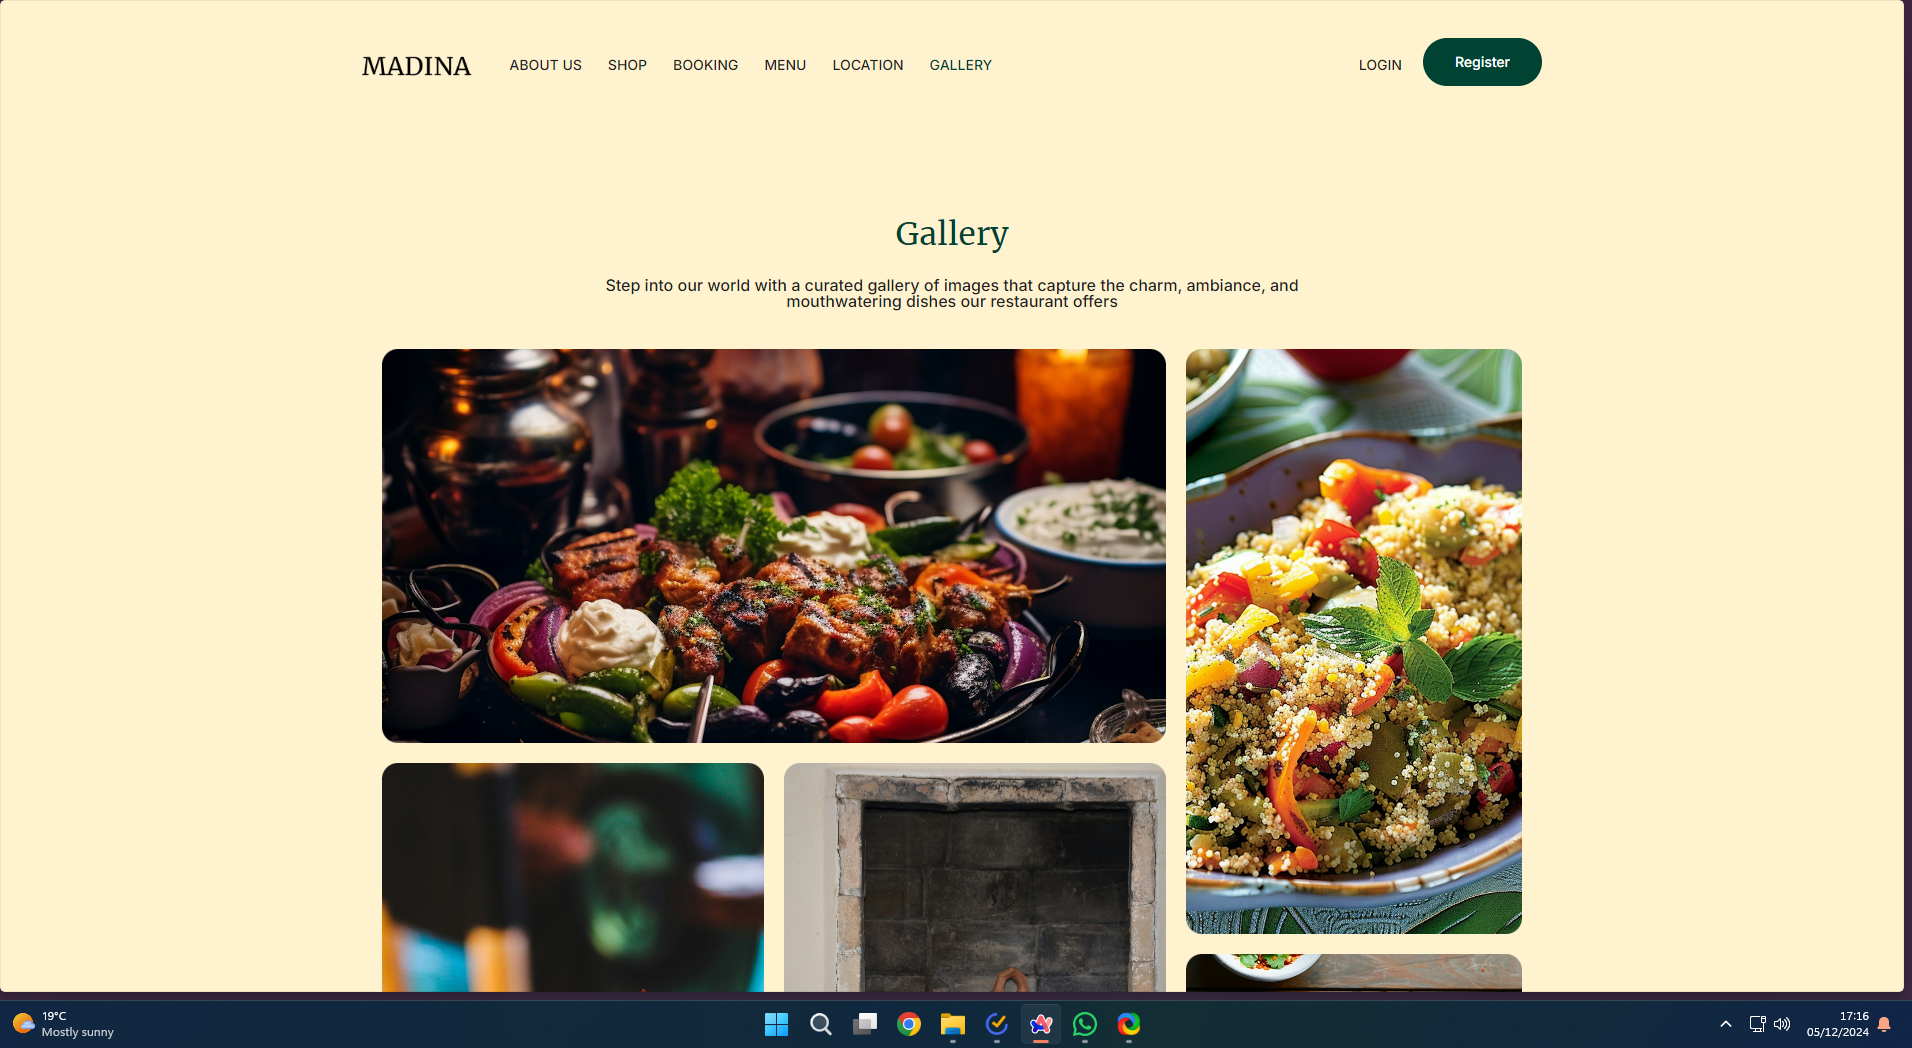 MADINA
ABOUT US
SHOP
BOOKING
MENU
LOCATION
GALLERY
LOGIN
Register
Gallery
Step into our world with a curated gallery of images that capture the charm, ambiance, and
mouthwatering dishes our restaurant offers
19°C
Mostly sunny
17:16
05/12/2024